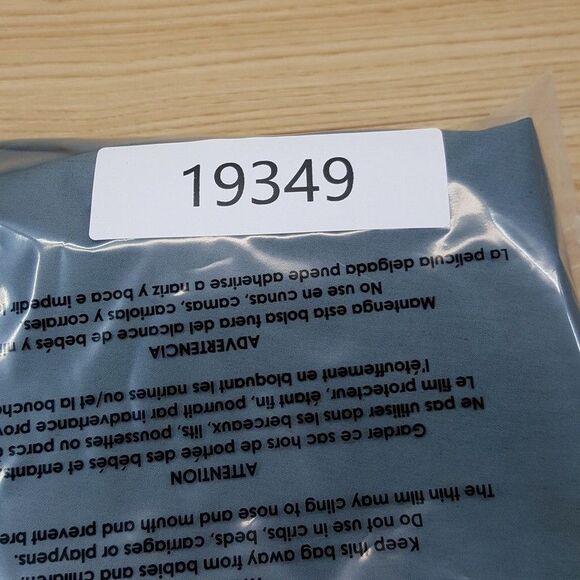 19349
Keep this bag away from babies and children.
Do not use in cribs, beds, carriages or playpens.
The thin film may cling to nose and mouth and prevent bre
ATTENTION
Garder ce sac hors de portée des bébés et enfants
Ne pas utiliser dans les berceaux, lits, poussettes ou parcs
Le film protecteur, étant fin, pourrait par inadvertance provo
l'étouffement en bloquant les narines ou/et la bouche
ADVERTENCIA
Mantenga esta bolsa fuera del alcance de bebés y ni
No use en cunas, camas, carriolas y corrales
La película delgada puede adherirse a nariz y boca e impedir l